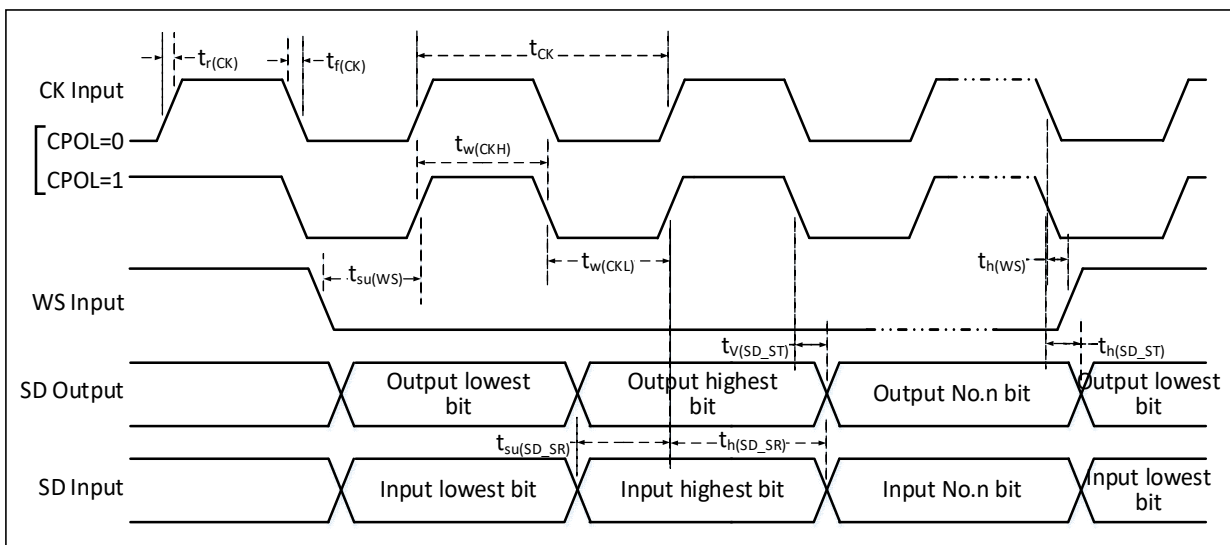 t_r(CK)
t_f(CK)
t_CK
CK Input
CPOL=0
t_w(CKH)
CPOL=1
t_su(WS)
t_w(CKL)
t_h(WS)
WS Input
t_V(SD_ST)
t_h(SD_ST)
SD Output
Output lowest
bit
Output highest
bit
Output No.n bit
Output lowest
bit
t_su(SD_SR)
t_h(SD_SR)
SD Input
Input lowest bit
Input highest bit
Input No.n bit
Input lowest
bit